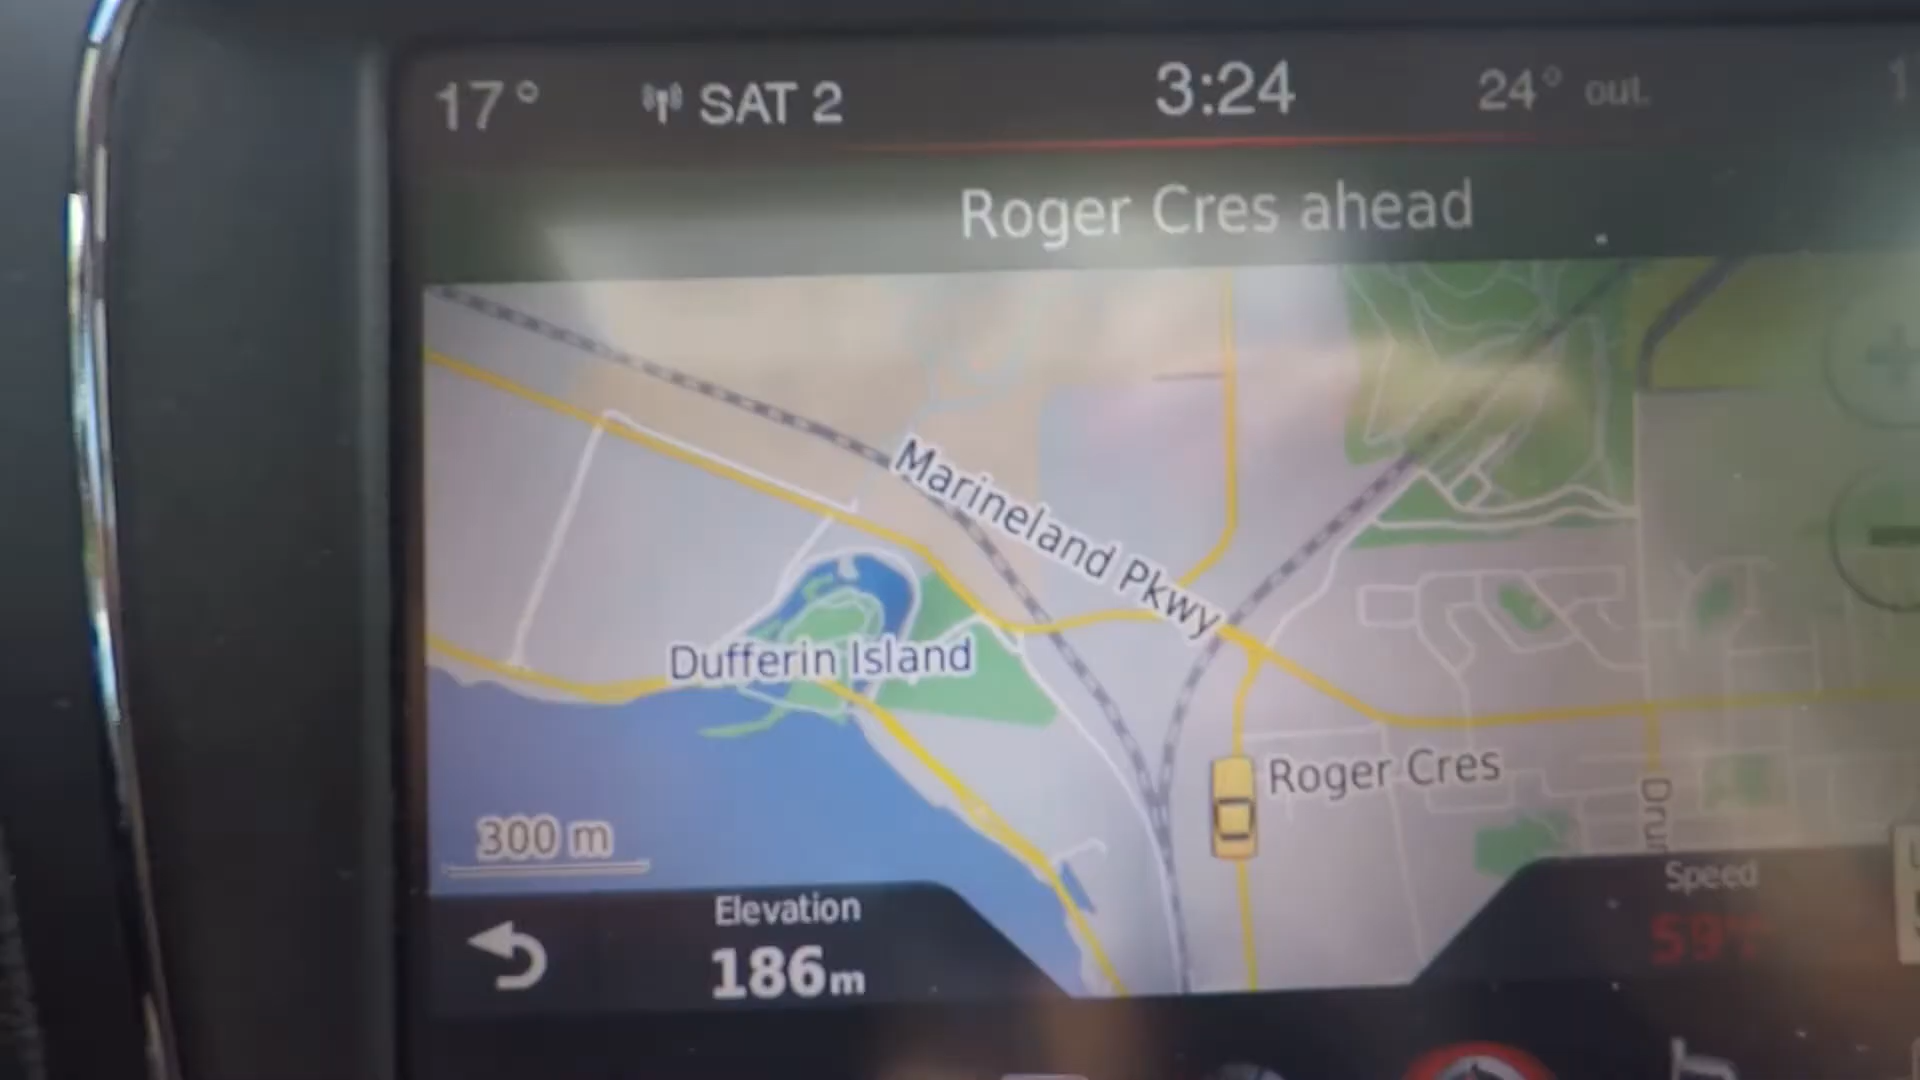 17° SAT 2 3:24 24° out.
Roger Cres ahead
Marineland Pkwy
Dufferin Island
Roger Cres
300 m
Elevation
186m
Speed
59